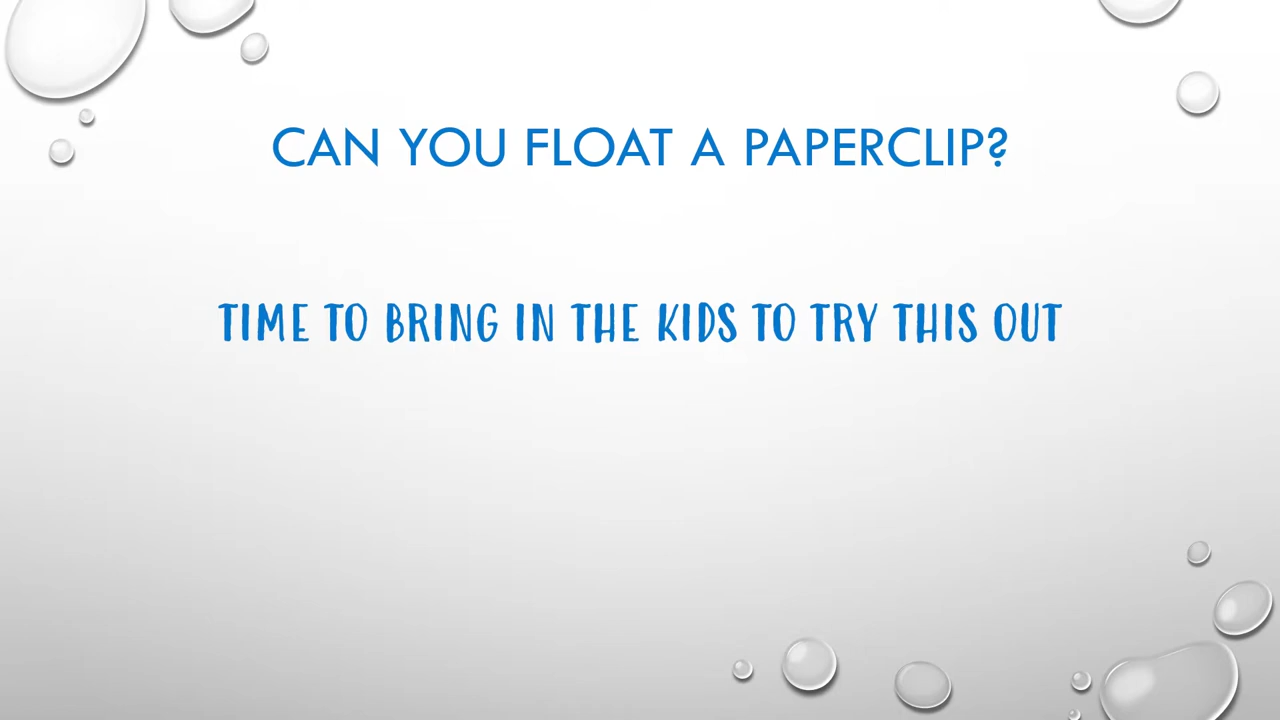 CAN YOU FLOAT A PAPERCLIP?
TIME TO BRING IN THE KIDS TO TRY THIS OUT